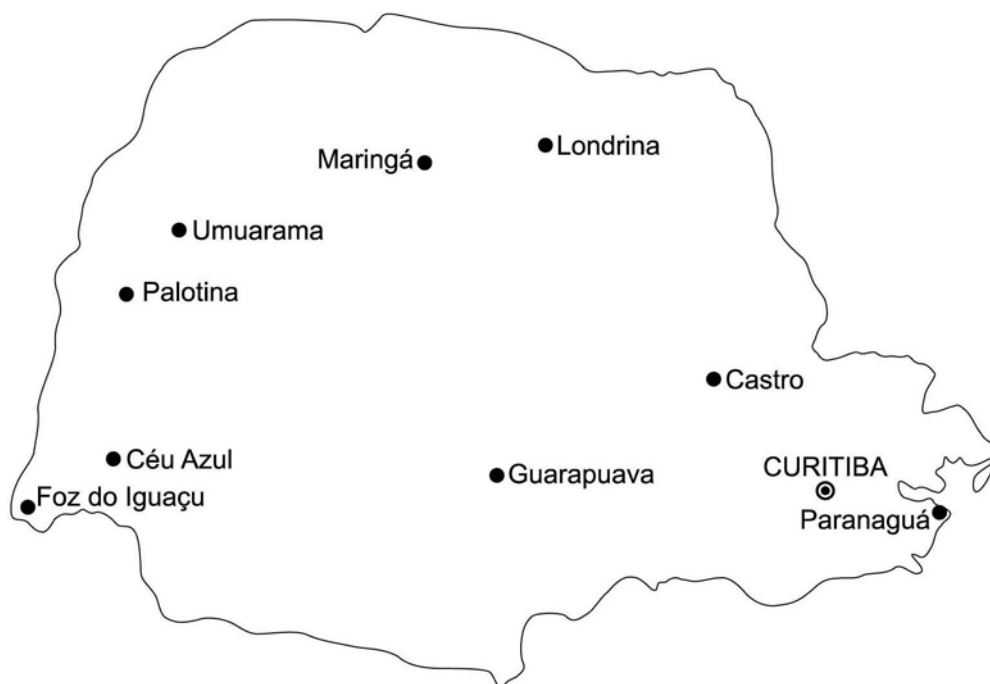 Londrina
Maringá
Umuarama
Palotina
Castro
Céu Azul
Guarapuava
CURITIBA
Foz do Iguaçu
Paranaguá